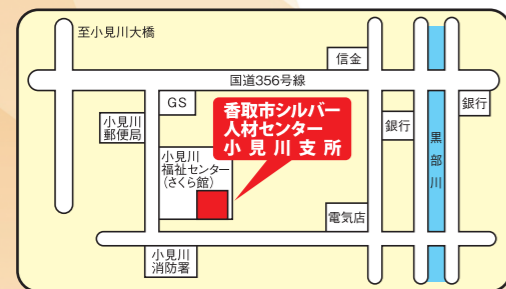 至小見川大橋
信金
国道356号線
GS
銀行
小見川
郵便局
香取市シルバー
人材センター
小見川支所
銀行
黒部川
小見川
福祉センター
(さくら館)
電気店
小見川
消防署